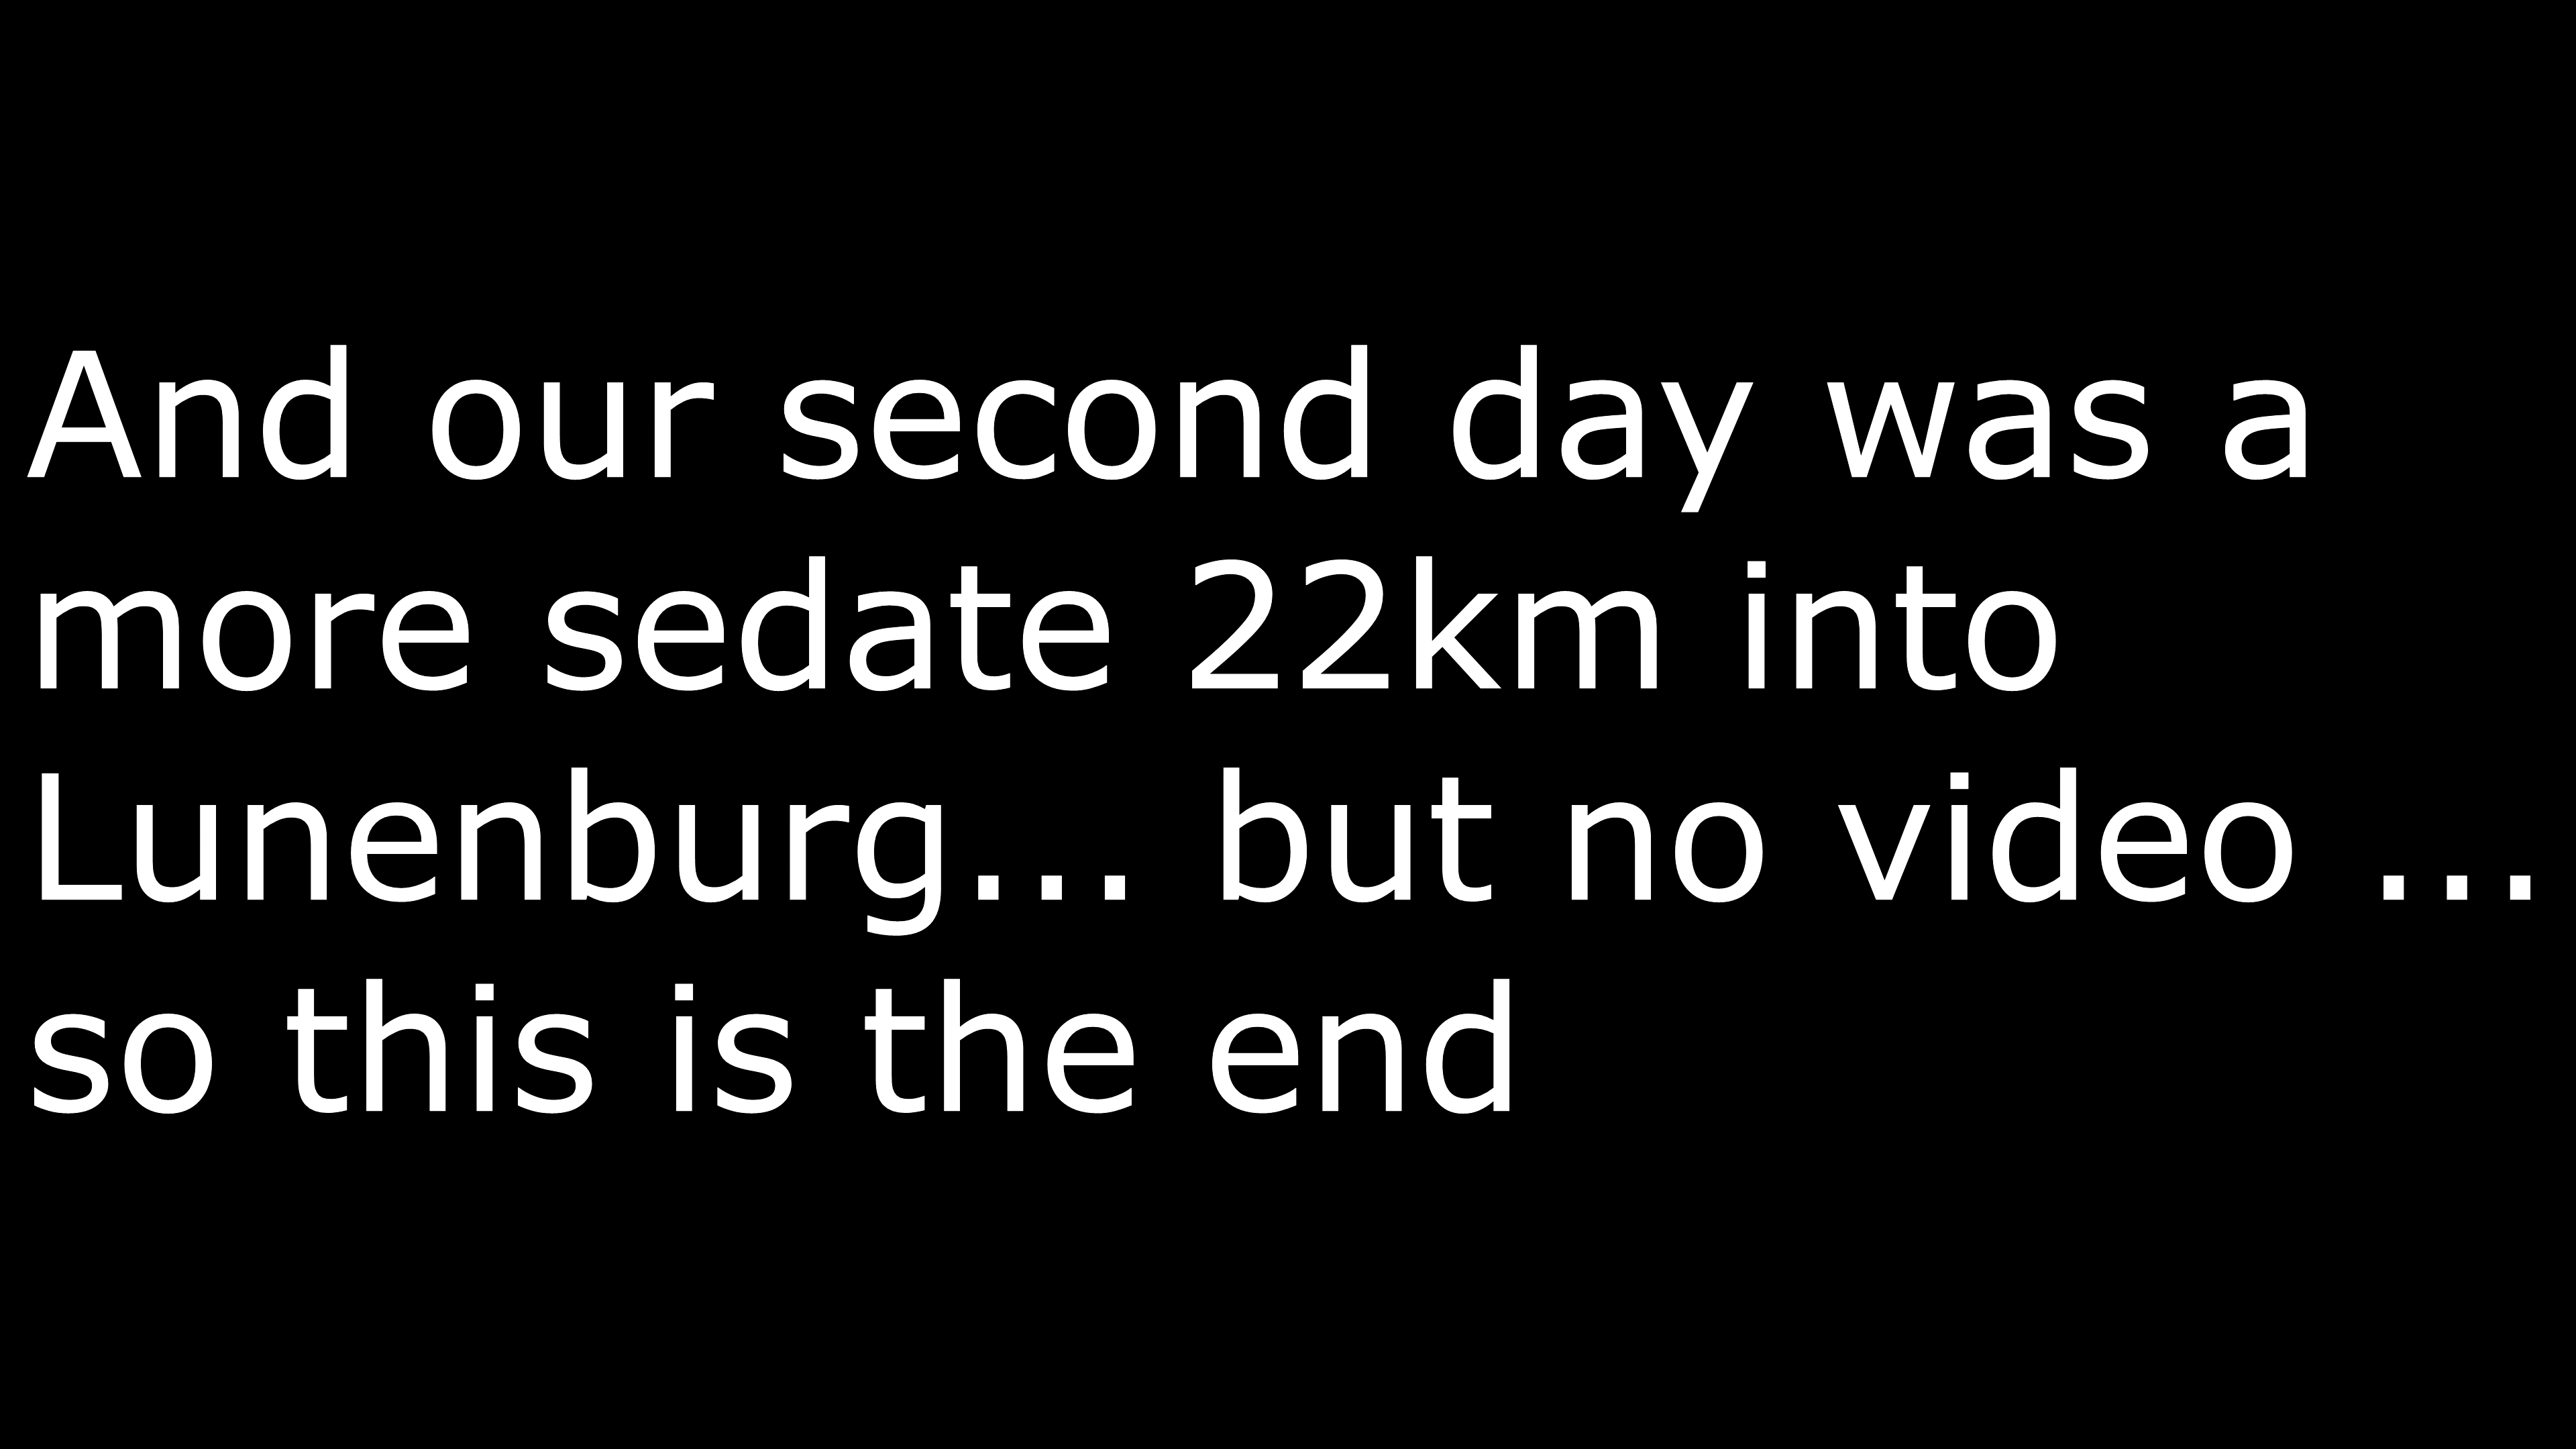 And our second day was a
more sedate 22km into
Lunenburg... but no video ...
so this is the end